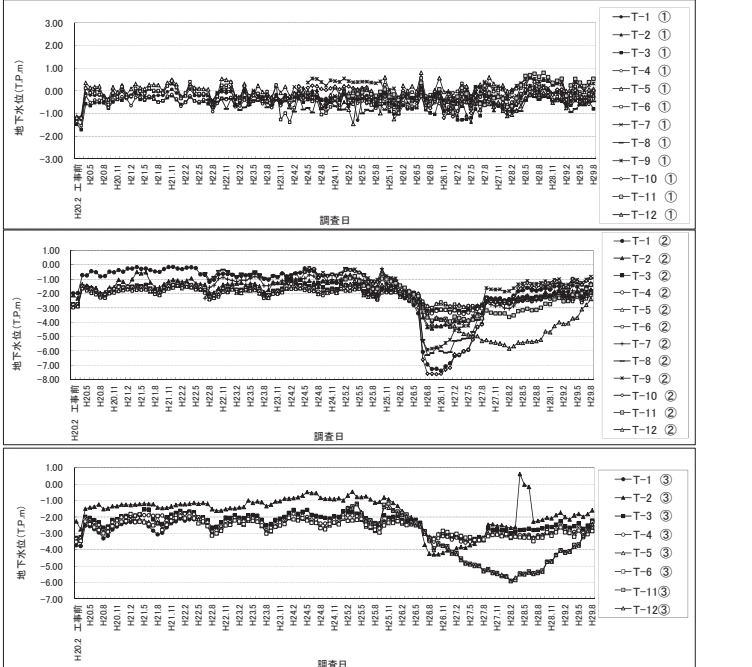 3.00
2.00
1.00
0.00
-1.00
-2.00
-3.00
地下水位(T.P.m)
H20.2 工事前 H20.5 H20.8 H20.11 H21.2 H21.5 H21.8 H21.11 H22.2 H22.5 H22.8 H22.11 H23.2 H23.5 H23.8 H23.11 H24.2 H24.5 H24.8 H24.11 H25.2 H25.5 H25.8 H25.11 H26.2 H26.5 H26.8 H26.11 H27.2 H27.5 H27.8 H27.11 H28.2 H28.5 H28.8 H28.11 H29.2 H29.5 H29.8
調査日
T-1 ①
T-2 ①
T-3 ①
T-4 ①
T-5 ①
T-6 ①
T-7 ①
T-8 ①
T-9 ①
T-10 ①
T-11 ①
T-12 ①
1.00
0.00
-1.00
-2.00
-3.00
-4.00
-5.00
-6.00
-7.00
-8.00
地下水位(T.P.m)
H20.2 工事前 H20.5 H20.8 H20.11 H21.2 H21.5 H21.8 H21.11 H22.2 H22.5 H22.8 H22.11 H23.2 H23.5 H23.8 H23.11 H24.2 H24.5 H24.8 H24.11 H25.2 H25.5 H25.8 H25.11 H26.2 H26.5 H26.8 H26.11 H27.2 H27.5 H27.8 H27.11 H28.2 H28.5 H28.8 H28.11 H29.2 H29.5 H29.8
調査日
T-1 ②
T-2 ②
T-3 ②
T-4 ②
T-5 ②
T-6 ②
T-7 ②
T-8 ②
T-9 ②
T-10 ②
T-11 ②
T-12 ②
1.00
0.00
-1.00
-2.00
-3.00
-4.00
-5.00
-6.00
-7.00
地下水位(T.P.m)
H20.2 工事前 H20.5 H20.8 H20.11 H21.2 H21.5 H21.8 H21.11 H22.2 H22.5 H22.8 H22.11 H23.2 H23.5 H23.8 H23.11 H24.2 H24.5 H24.8 H24.11 H25.2 H25.5 H25.8 H25.11 H26.2 H26.5 H26.8 H26.11 H27.2 H27.5 H27.8 H27.11 H28.2 H28.5 H28.8 H28.11 H29.2 H29.5 H29.8
調査日
T-1 ③
T-2 ③
T-3 ③
T-4 ③
T-5 ③
T-6 ③
T-11③
T-12③